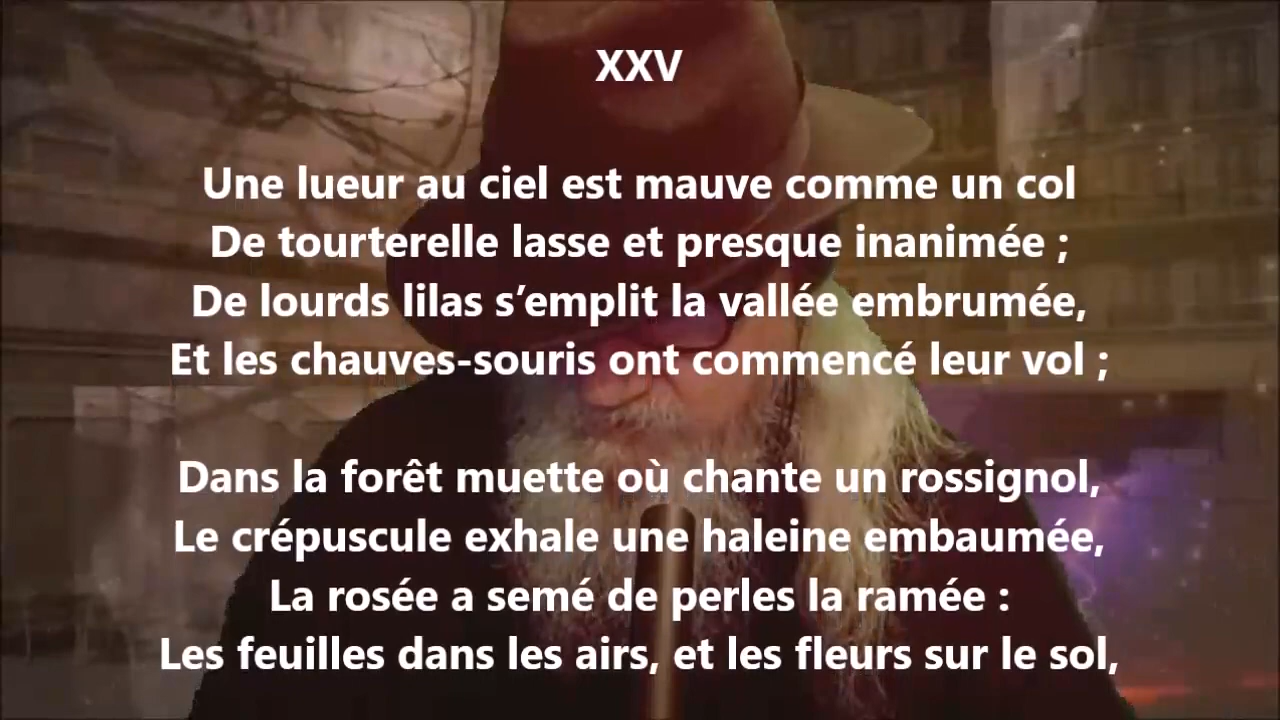 XXV
Une lueur au ciel est mauve comme un col
De tourterelle lasse et presque inanimée ;
De lourds lilas s’emplit la vallée embrumée,
Et les chauves-souris ont commencé leur vol ;
Dans la forêt muette où chante un rossignol,
Le crépuscule exhale une haleine embaumée,
La rosée a semé de perles la ramée :
Les feuilles dans les airs, et les fleurs sur le sol,